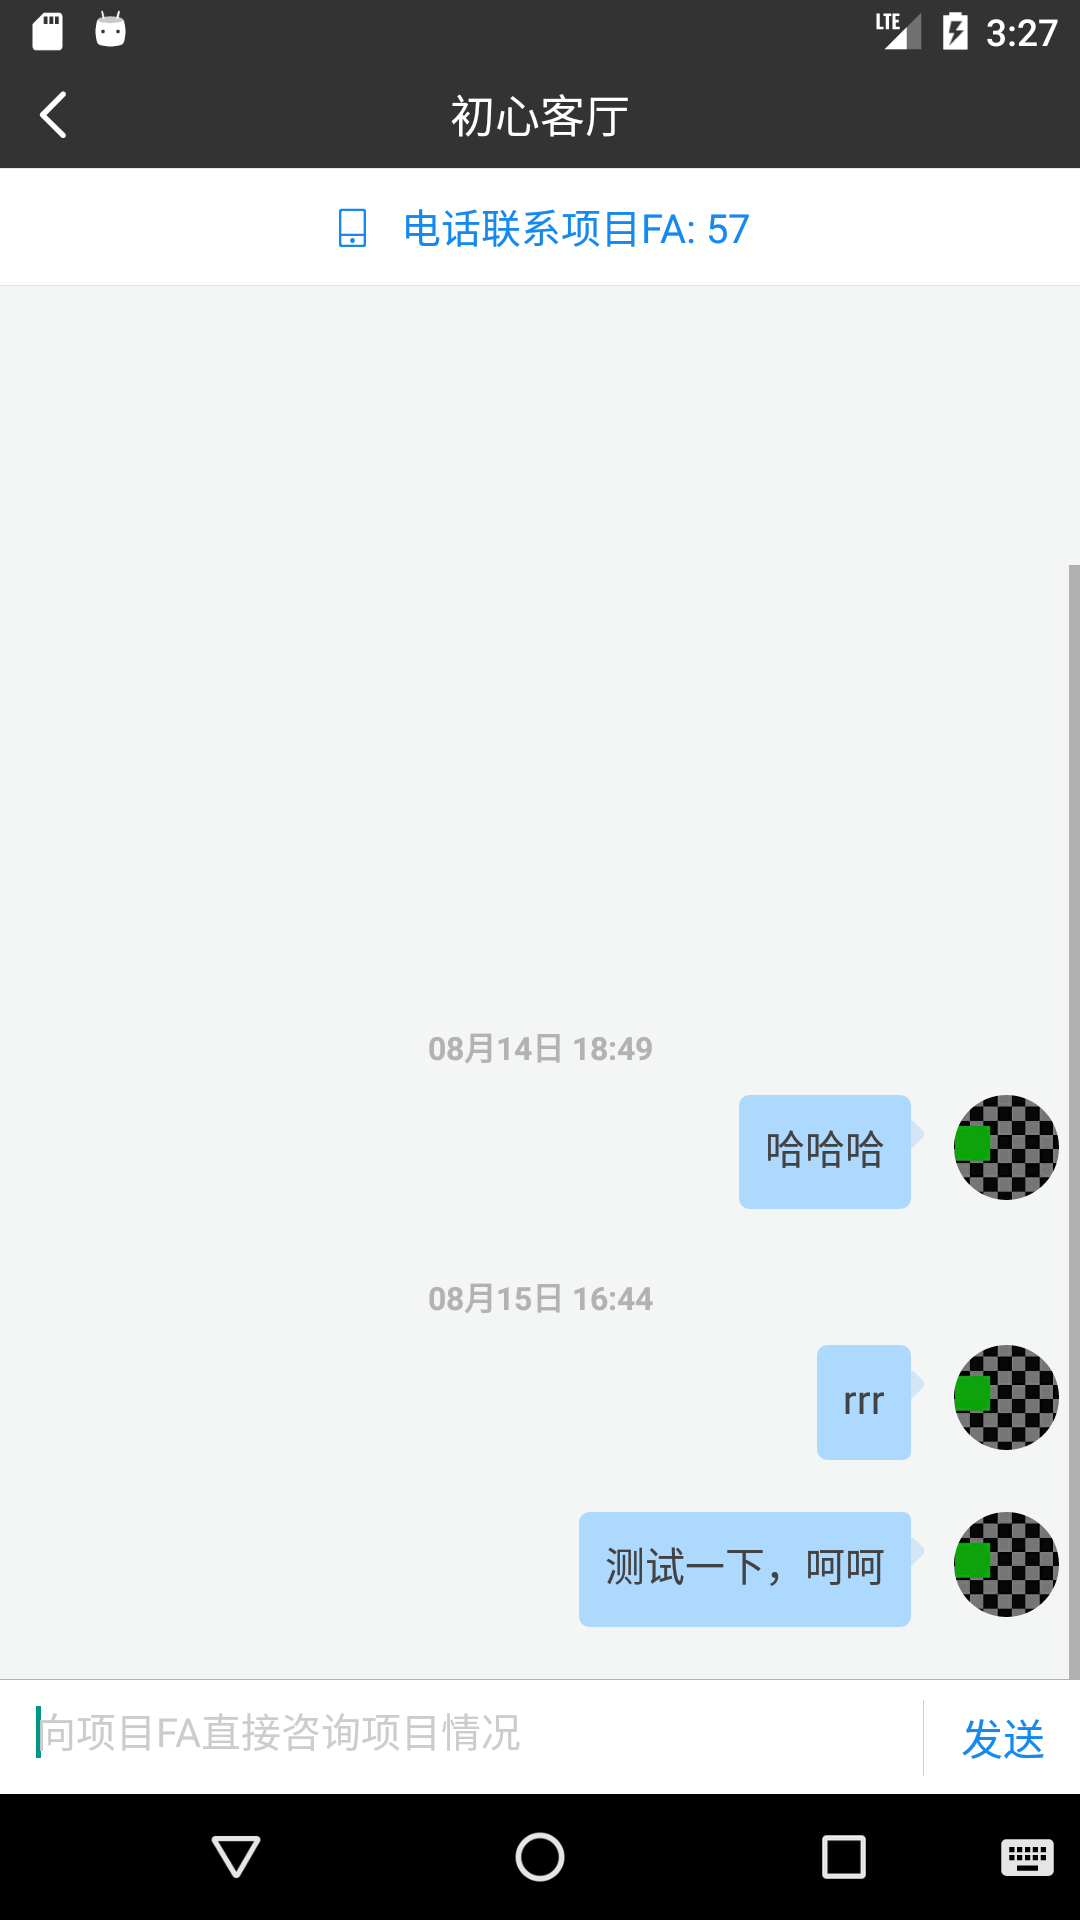 LTE 3:27
初心客厅
电话联系项目FA: 57
08月14日 18:49
哈哈哈
08月15日 16:44
rrr
测试一下，呵呵
向项目FA直接咨询项目情况
发送